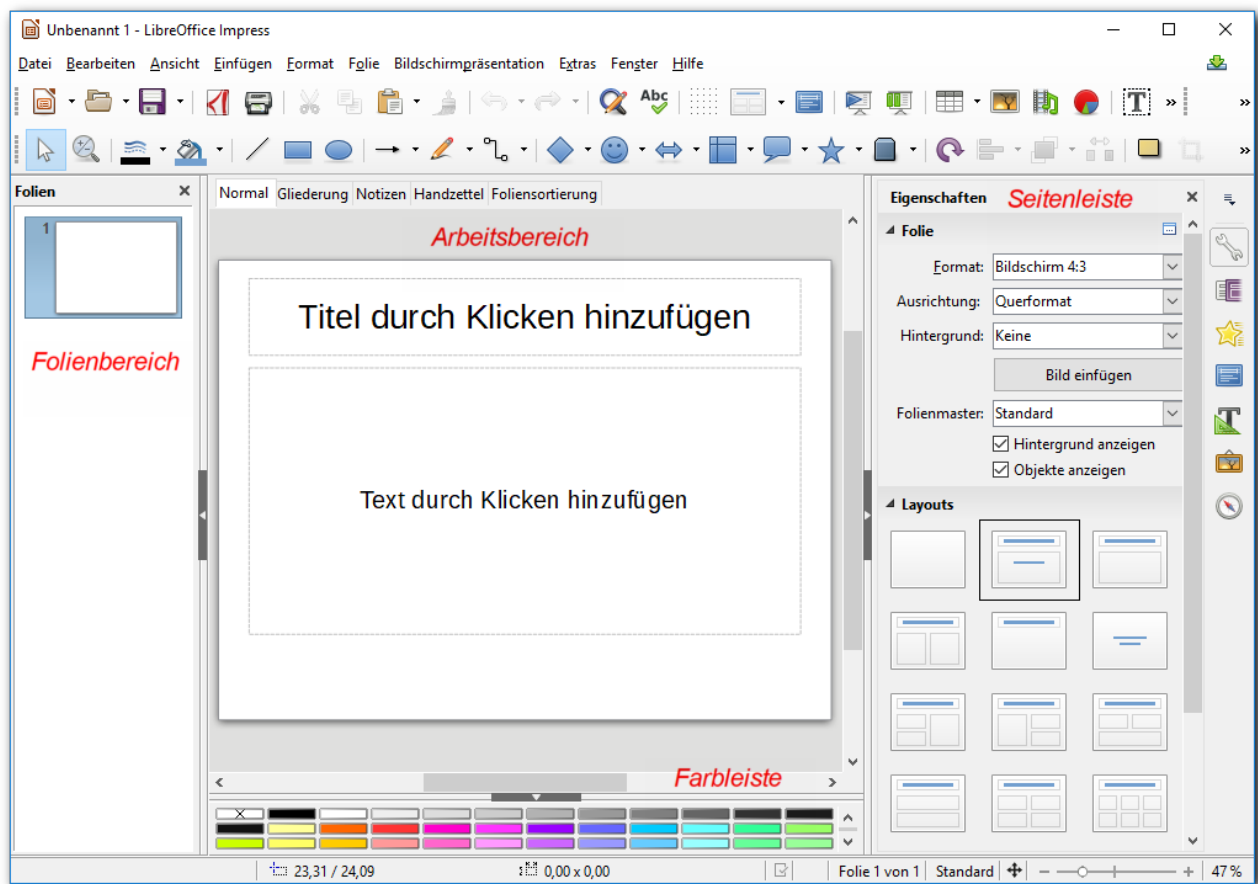 Unbenannt 1 - LibreOffice Impress
Datei Bearbeiten Ansicht Einfügen Format Folie Bildschirmpräsentation Extras Fenster Hilfe
Abc
T
Folien
1
Folienbereich
Normal Gliederung Notizen Handzettel Foliensortierung
Arbeitsbereich
Titel durch Klicken hinzufügen
Text durch Klicken hinzufügen
Farbleiste
Eigenschaften
Seitenleiste
Folie
Format: Bildschirm 4:3
Ausrichtung: Querformat
Hintergrund: Keine
Bild einfügen
Folienmaster: Standard
Hintergrund anzeigen
Objekte anzeigen
Layouts
T
23,31 / 24,09
0,00 x 0,00
Folie 1 von 1
Standard
47 %